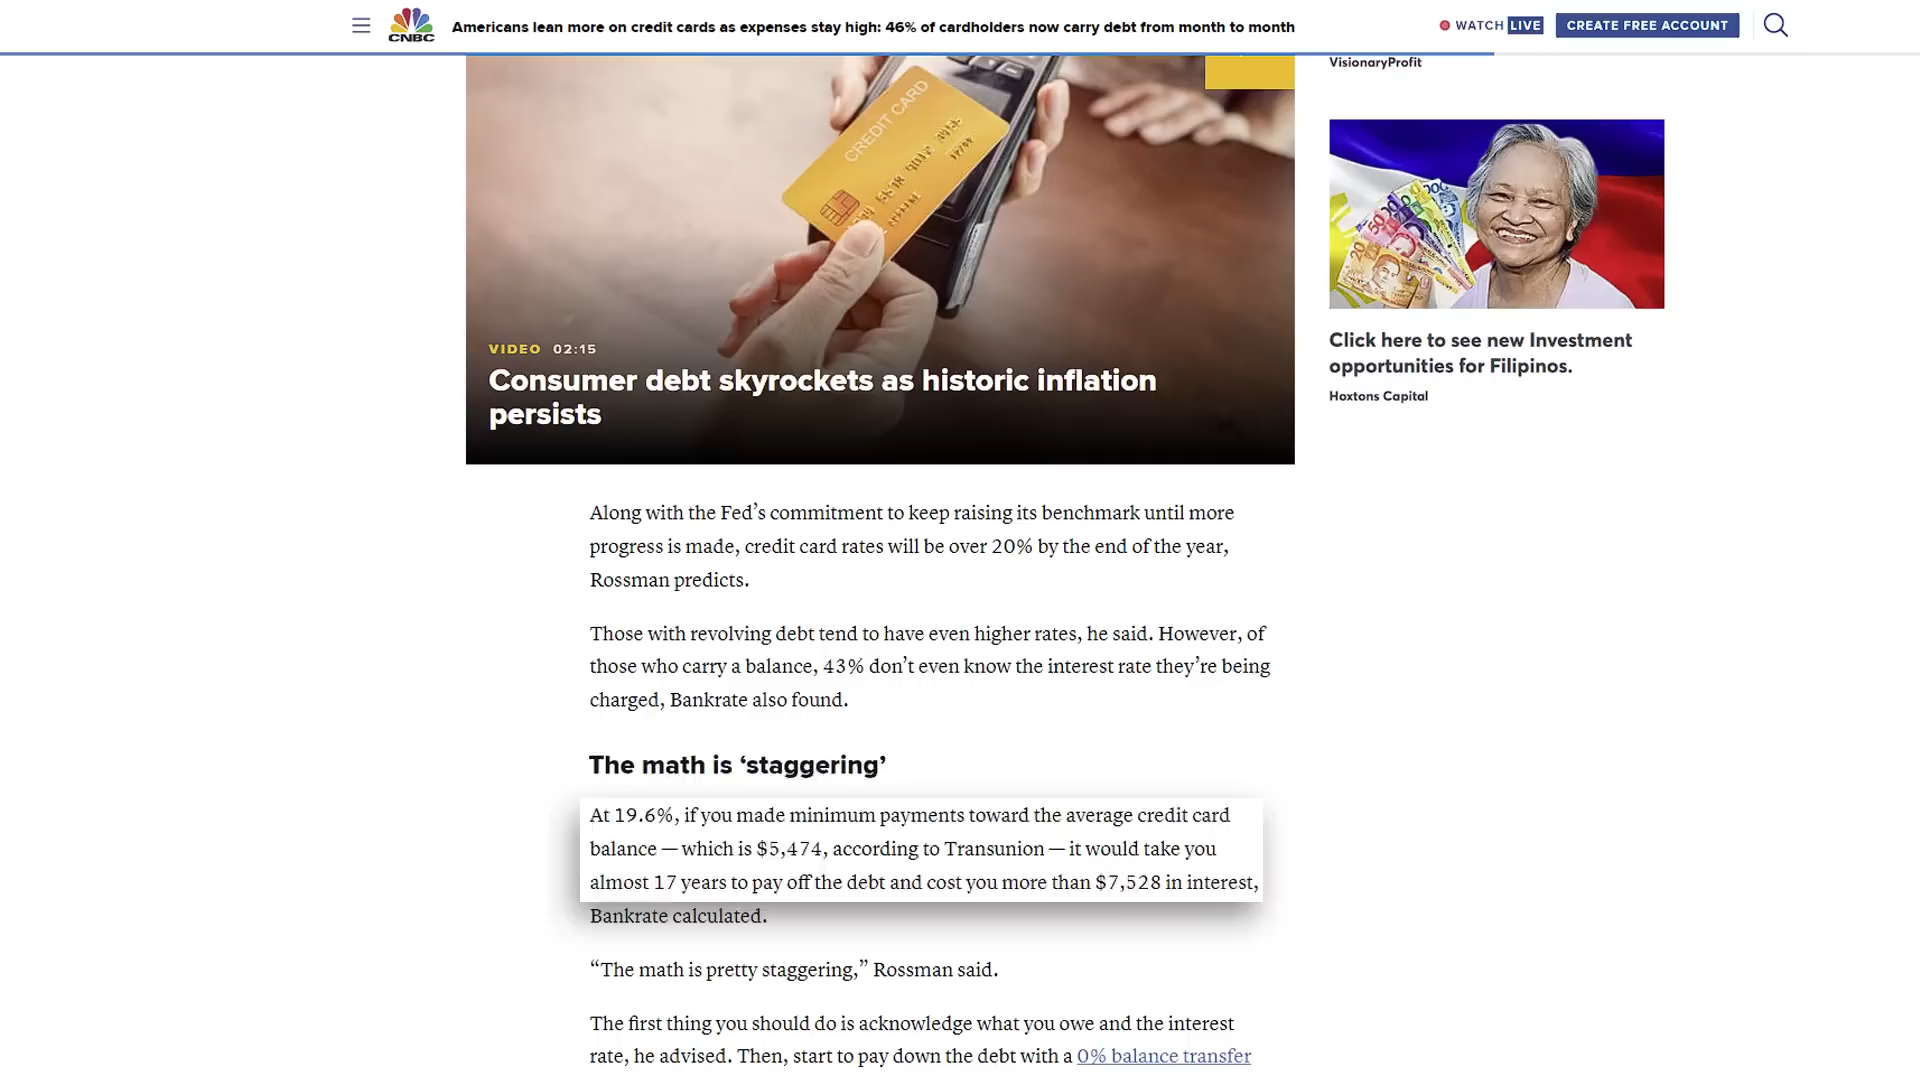 CNBC
Americans lean more on credit cards as expenses stay high: 46% of cardholders now carry debt from month to month
WATCH LIVE
CREATE FREE ACCOUNT
VisionaryProfit
CREDIT CARD
VIDEO 02:15
Consumer debt skyrockets as historic inflation
persists
Click here to see new Investment
opportunities for Filipinos.
Hoxtons Capital
Along with the Fed’s commitment to keep raising its benchmark until more
progress is made, credit card rates will be over 20% by the end of the year,
Rossman predicts.
Those with revolving debt tend to have even higher rates, he said. However, of
those who carry a balance, 43% don’t even know the interest rate they’re being
charged, Bankrate also found.
The math is ‘staggering’
At 19.6%, if you made minimum payments toward the average credit card
balance — which is $5,474, according to Transunion — it would take you
almost 17 years to pay off the debt and cost you more than $7,528 in interest,
Bankrate calculated.
“The math is pretty staggering,” Rossman said.
The first thing you should do is acknowledge what you owe and the interest
rate, he advised. Then, start to pay down the debt with a 0% balance transfer